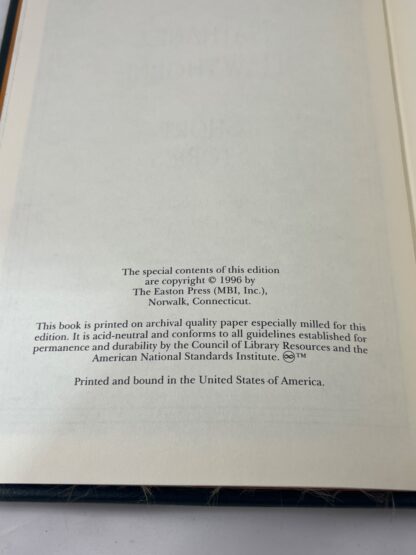 The special contents of this edition
are copyright © 1996 by
The Easton Press (MBI, Inc.),
Norwalk, Connecticut.
This book is printed on archival quality paper especially milled for this
edition. It is acid-neutral and conforms to all guidelines established for
permanence and durability by the Council of Library Resources and the
American National Standards Institute. ♾™
Printed and bound in the United States of America.